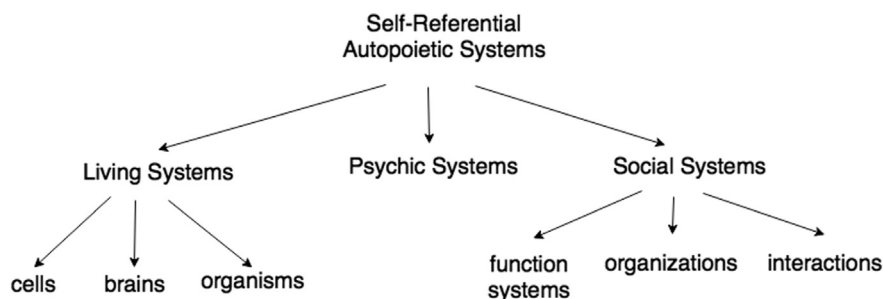 Self-Referential
Autopoietic Systems
Living Systems
Psychic Systems
Social Systems
cells
brains
organisms
function
systems
organizations
interactions